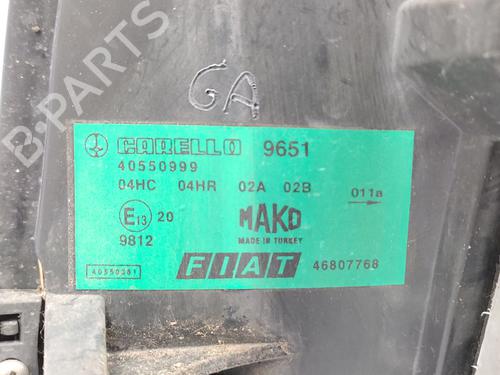 B-PARTS
GA
CARELLO 9651
40550999
04HC 04HR 02A 02B 011a
E13 20 MAKO
9812 MADE IN TURKEY
40550361 FIAT 46807768